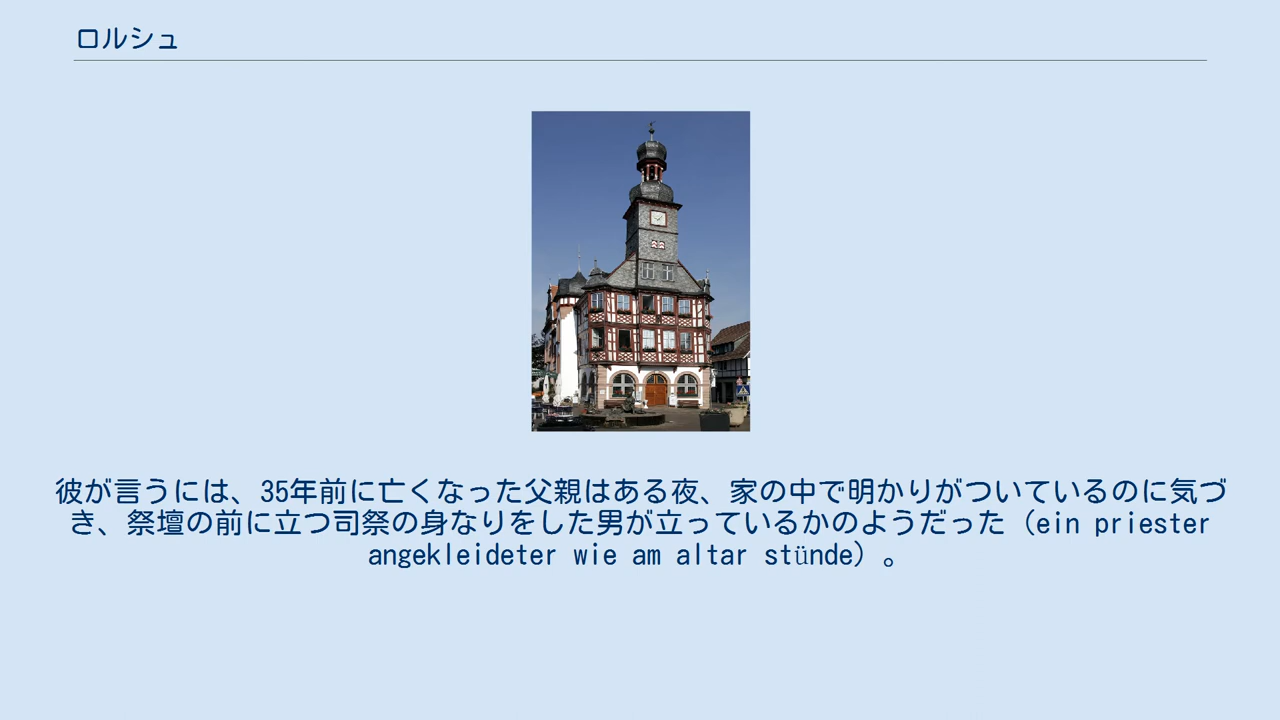 ロルシュ
彼が言うには、35年前に亡くなった父親はある夜、家の中で明かりがついているのに気づ
き、祭壇の前に立つ司祭の身なりをした男が立っているかのようだった（ein priester
angekleideter wie am altar stünde）。